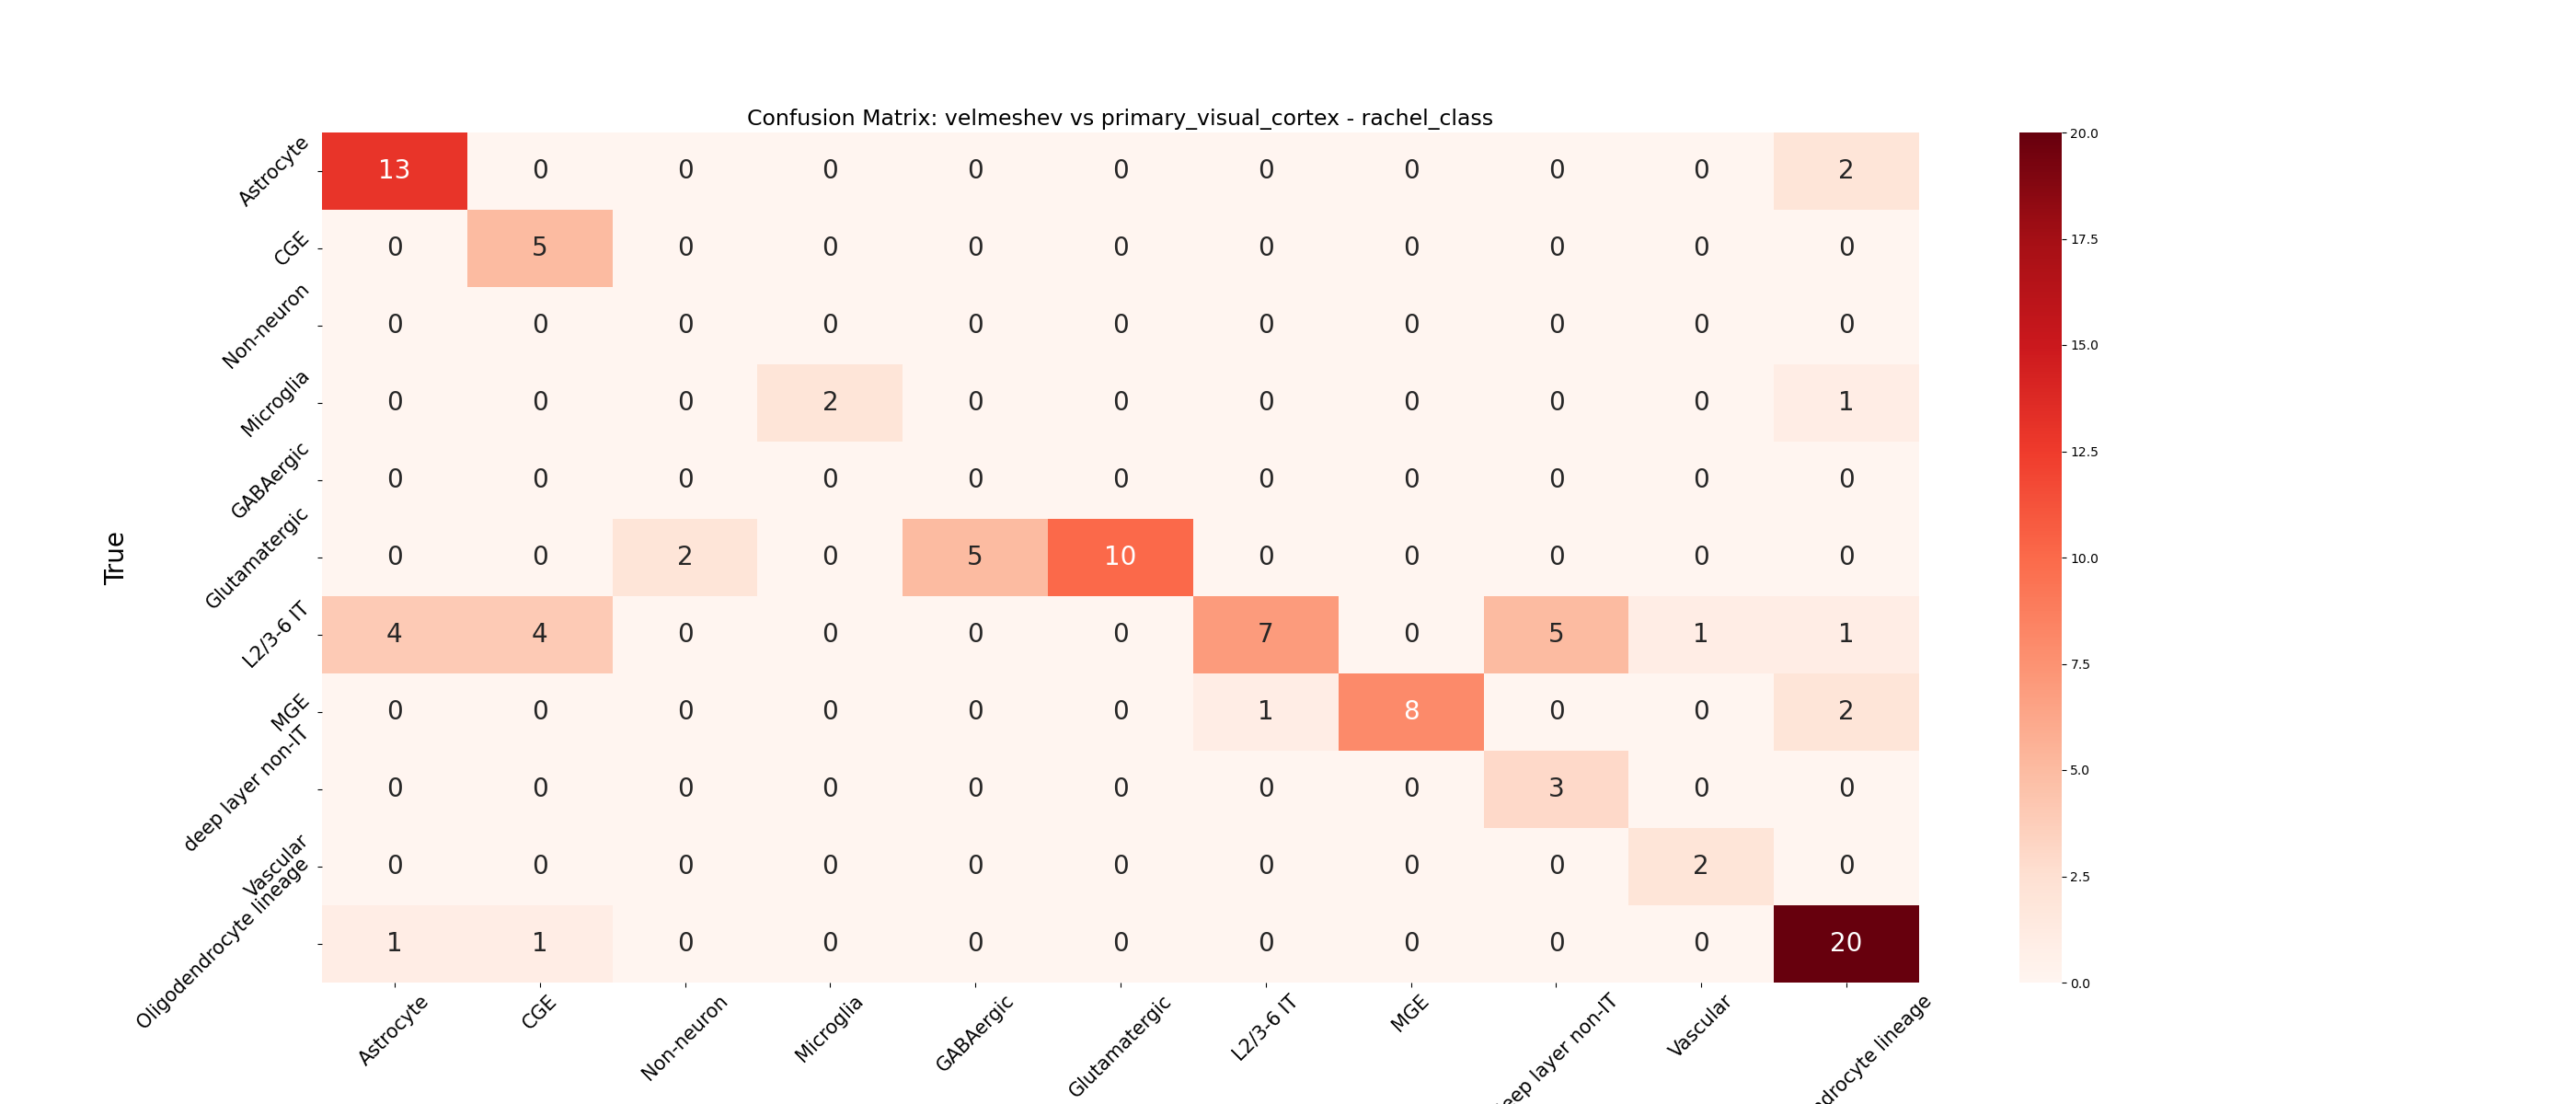 Confusion Matrix: velmeshev vs primary_visual_cortex - rachel_class
True
Astrocyte 13 0 0 0 0 0 0 0 0 0 2
CGE 0 5 0 0 0 0 0 0 0 0 0
Non-neuron 0 0 0 0 0 0 0 0 0 0 0
Microglia 0 0 0 2 0 0 0 0 0 0 1
GABAergic 0 0 0 0 0 0 0 0 0 0 0
Glutamatergic 0 0 2 0 5 10 0 0 0 0 0
L2/3-6 IT 4 4 0 0 0 0 7 0 5 1 1
MGE 0 0 0 0 0 0 1 8 0 0 2
deep layer non-IT 0 0 0 0 0 0 0 0 3 0 0
Vascular 0 0 0 0 0 0 0 0 0 2 0
Oligodendrocyte lineage 1 1 0 0 0 0 0 0 0 0 20
Astrocyte CGE Non-neuron Microglia GABAergic Glutamatergic L2/3-6 IT MGE layer non-IT Vascular lineage
20.0
17.5
15.0
12.5
10.0
7.5
5.0
2.5
0.0